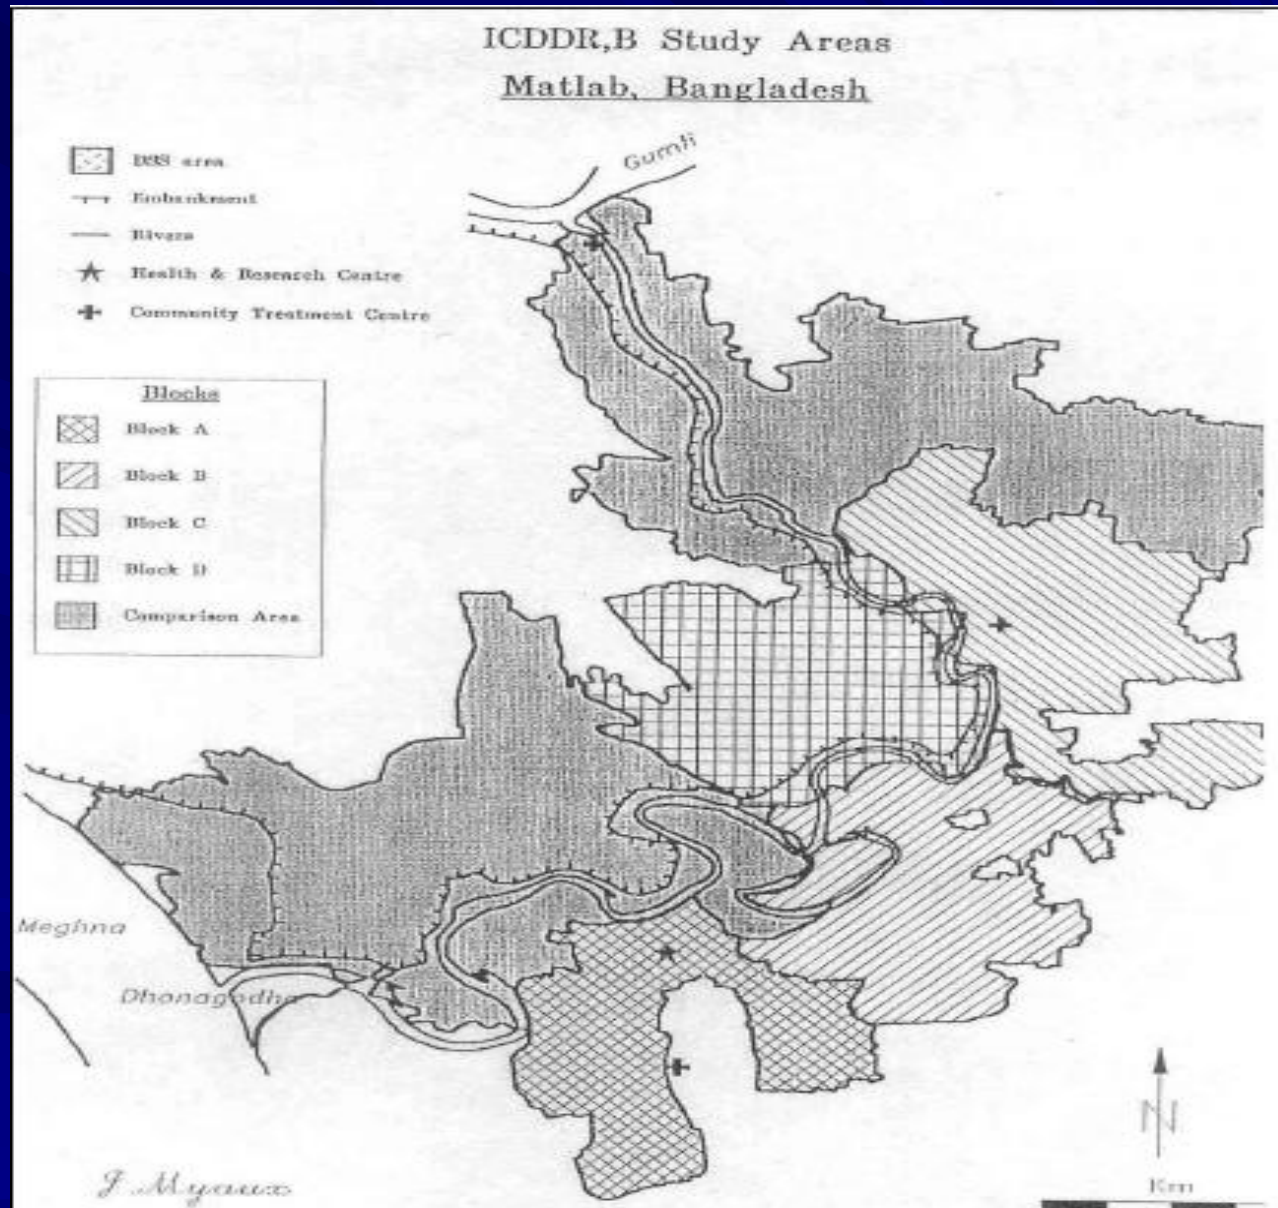 ICDDR,B Study Areas
Matlab, Bangladesh
DSS area
Embankment
Rivers
Health & Research Centre
Community Treatment Centre
Blocks
Block A
Block B
Block C
Block D
Comparison Area
Gumti
Meghna
Dhonagodha
N
J. Myaux
Km